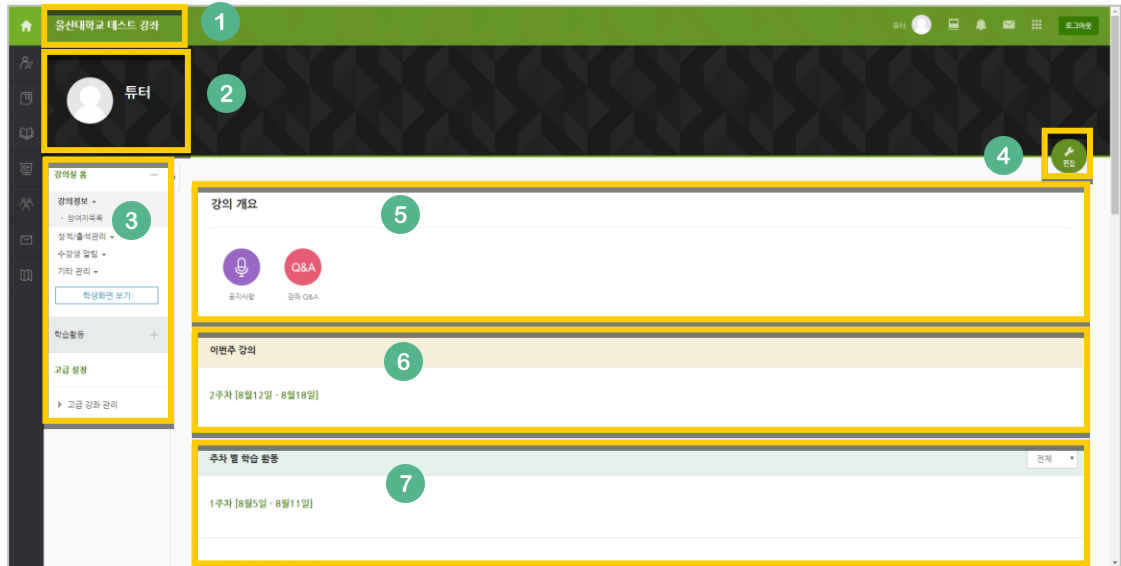 울산대학교 테스트 강좌
1
튜터
로그아웃
튜터
2
4
편집
강의실 홈
강의정보
· 참여자목록
3
성적/출석관리
수강생 알림
기타 관리
학생화면 보기
학습활동
고급 설정
고급 강좌 관리
강의 개요
5
Q&A
공지사항
강좌 Q&A
이번주 강의
6
2주차 [8월12일 - 8월18일]
주차 별 학습 활동
전체
7
1주차 [8월5일 - 8월11일]